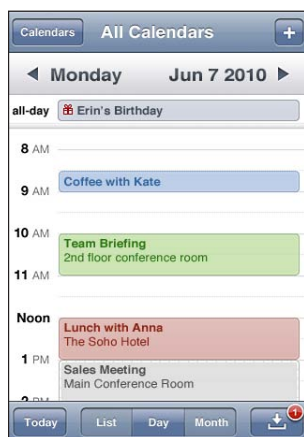 Calendars All Calendars +
Monday Jun 7 2010
all-day Erin's Birthday
8 AM
Coffee with Kate
9 AM
10 AM
Team Briefing
2nd floor conference room
11 AM
Noon
Lunch with Anna
The Soho Hotel
1 PM
Sales Meeting
Main Conference Room
2 PM
Today List Day Month 1